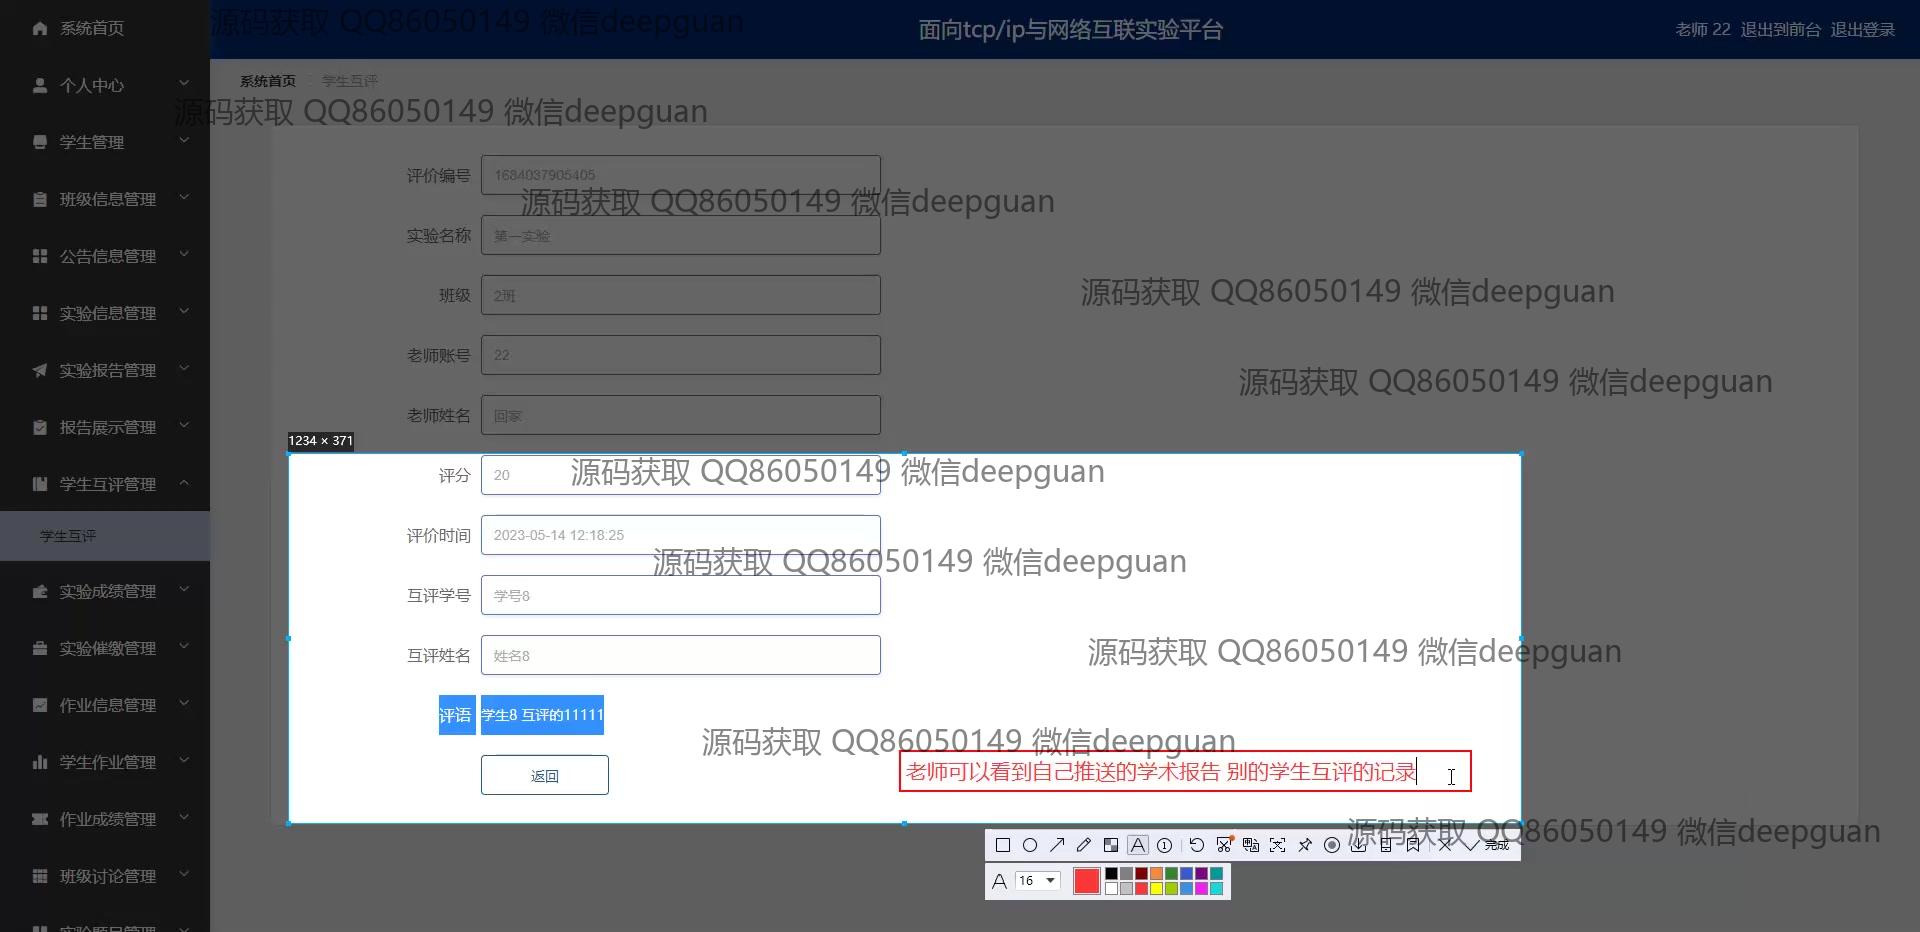 系统首页
源码获取 QQ86050149 微信deepguan
面向tcp/ip与网络互联实验平台
老师 22 退出到前台 退出登录
个人中心
系统首页 学生互评
源码获取 QQ86050149 微信deepguan
学生管理
评价编号 1684037905405
班级信息管理
源码获取 QQ86050149 微信deepguan
实验名称 第一实验
公告信息管理
班级 2班
源码获取 QQ86050149 微信deepguan
实验信息管理
老师账号 22
实验报告管理
源码获取 QQ86050149 微信deepguan
老师姓名 回家
报告展示管理
1234 × 371
评分 20
源码获取 QQ86050149 微信deepguan
学生互评管理
学生互评
评价时间 2023-05-14 12:18:25
源码获取 QQ86050149 微信deepguan
实验成绩管理
互评学号 学号8
实验催缴管理
互评姓名 姓名8
源码获取 QQ86050149 微信deepguan
作业信息管理
评语 学生8 互评的11111
源码获取 QQ86050149 微信deepguan
学生作业管理
返回
老师可以看到自己推送的学术报告 别的学生互评的记录
作业成绩管理
源码获取 QQ86050149 微信deepguan
完成
班级讨论管理
A 16
实验题目管理